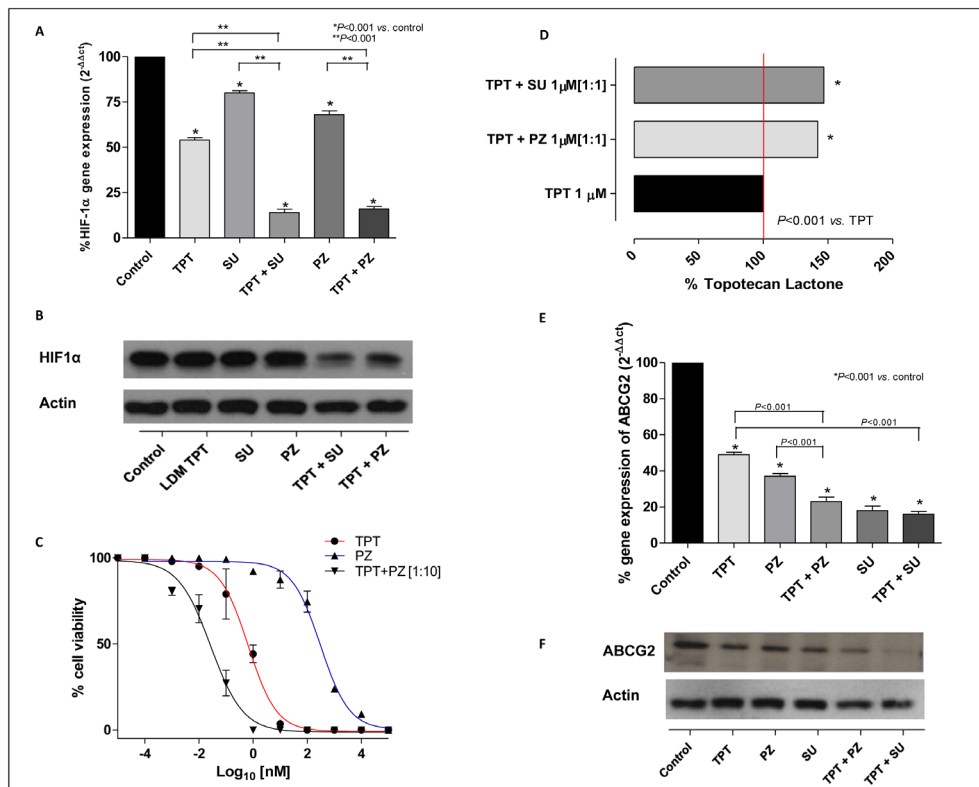 A
*P<0.001 vs. control
**P<0.001
**
**
**
**
%HIF-1α gene expression (2-ΔΔct)
100
75
50
25
0
*
*
*
*
*
Control
TPT
SU
TPT + SU
PZ
TPT + PZ
B
HIF1α
Actin
Control
LDM TPT
SU
PZ
TPT + SU
TPT + PZ
C
TPT
PZ
TPT+PZ [1:10]
% cell viability
100
50
0
-4
-2
0
2
4
Log10 [nM]
D
TPT + SU 1μM[1:1]
*
TPT + PZ 1μM[1:1]
*
TPT 1 μM
P<0.001 vs. TPT
0
50
100
150
200
% Topotecan Lactone
E
% gene expression of ABCG2 (2-ΔΔct)
*P<0.001 vs. control
P<0.001
P<0.001
P<0.001
100
80
60
40
20
0
*
*
*
*
*
Control
TPT
PZ
TPT + PZ
SU
TPT + SU
F
ABCG2
Actin
Control
TPT
PZ
SU
TPT + PZ
TPT + SU